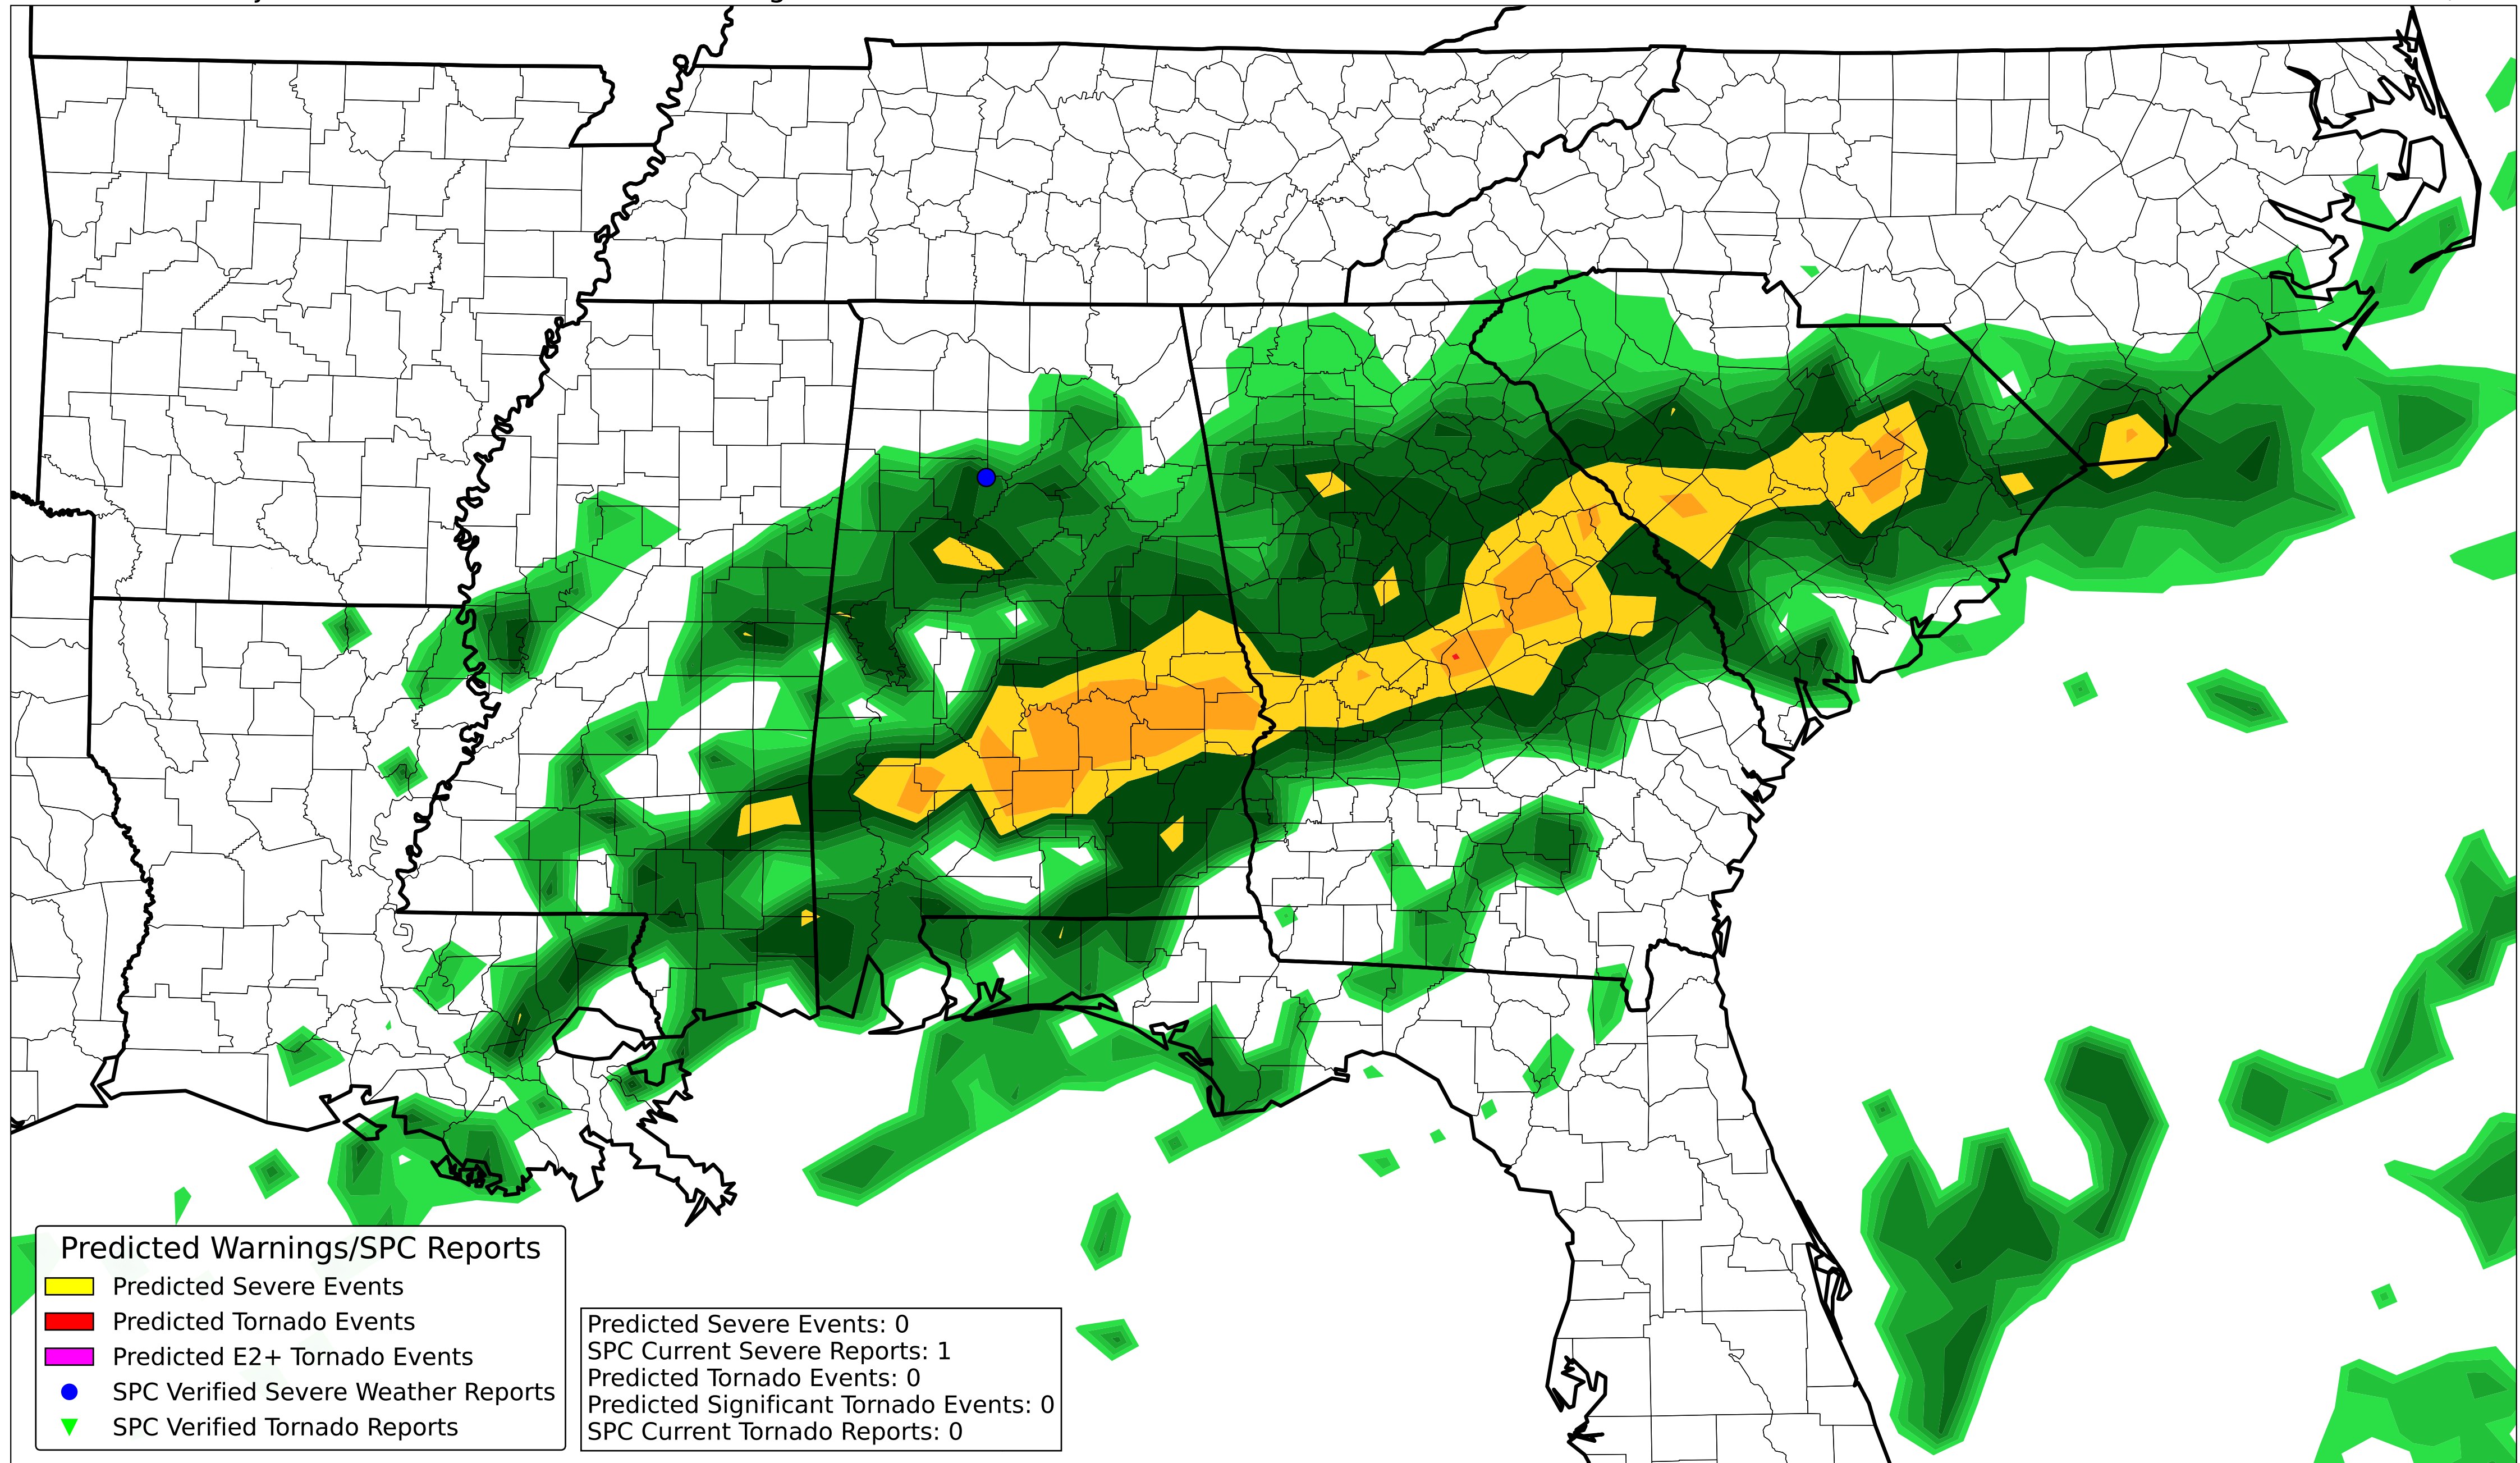 Predicted Warnings/SPC Reports
Predicted Severe Events
Predicted Tornado Events
Predicted E2+ Tornado Events
SPC Verified Severe Weather Reports
SPC Verified Tornado Reports
Predicted Severe Events: 0
SPC Current Severe Reports: 1
Predicted Tornado Events: 0
Predicted Significant Tornado Events: 0
SPC Current Tornado Reports: 0